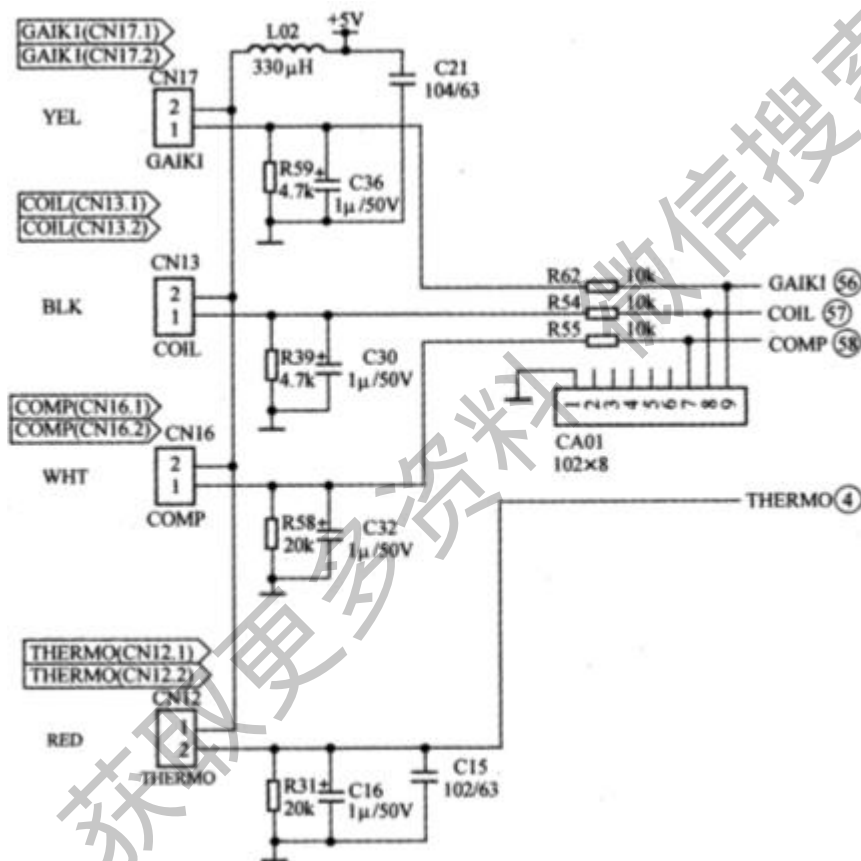 GAIKI(CN17.1)
GAIKI(CN17.2)
CN17
YEL
2
1
GAIKI
L02
330μH
+5V
C21
104/63
R59
4.7k
+
C36
1μ/50V
COIL(CN13.1)
COIL(CN13.2)
CN13
BLK
2
1
COIL
R39
4.7k
+
C30
1μ/50V
R62 10k GAIKI 56
R54 10k COIL 57
R55 10k COMP 58
1 2 3 4 5 6 7 8 9
CA01
102×8
COMP(CN16.1)
COMP(CN16.2)
CN16
WHT
2
1
COMP
R58
20k
+
C32
1μ/50V
THERMO 4
THERMO(CN12.1)
THERMO(CN12.2)
CN12
RED
1
2
THERMO
R31
20k
+
C16
1μ/50V
C15
102/63
获取更多资料 微信搜索